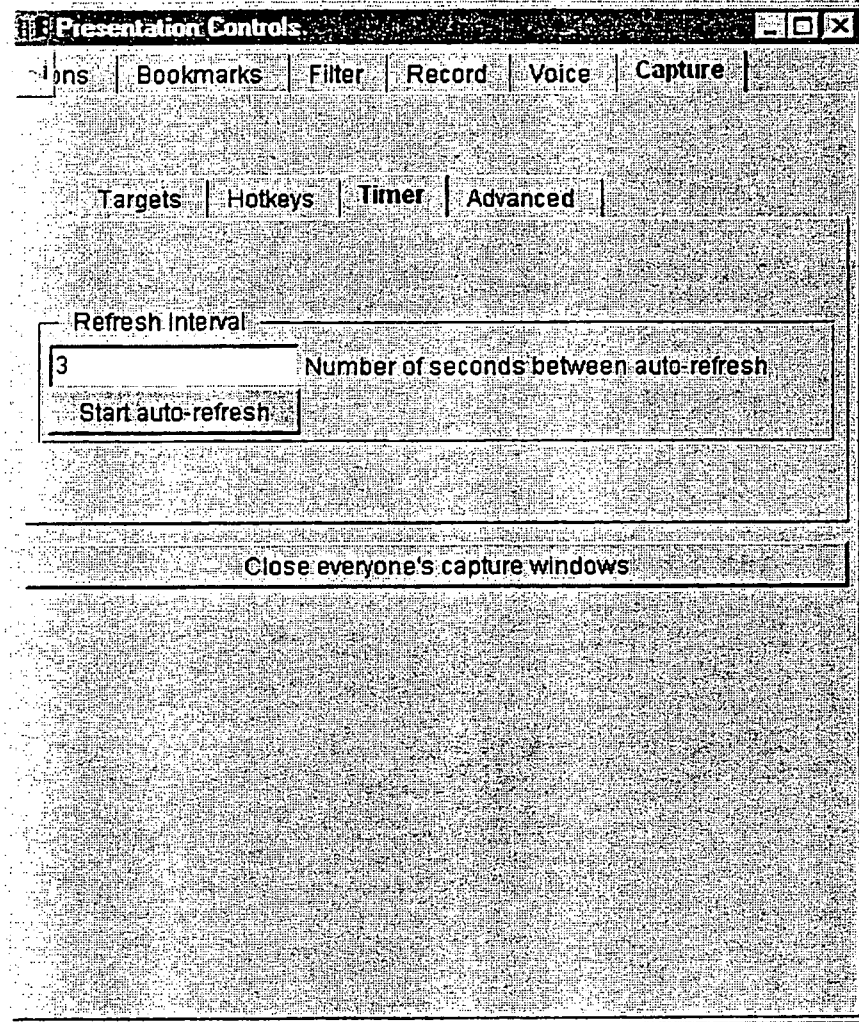 Presentation Controls
ons Bookmarks Filter Record Voice Capture
Targets Hotkeys Timer Advanced
Refresh Interval
3 Number of seconds between auto-refresh
Start auto-refresh
Close everyone's capture windows